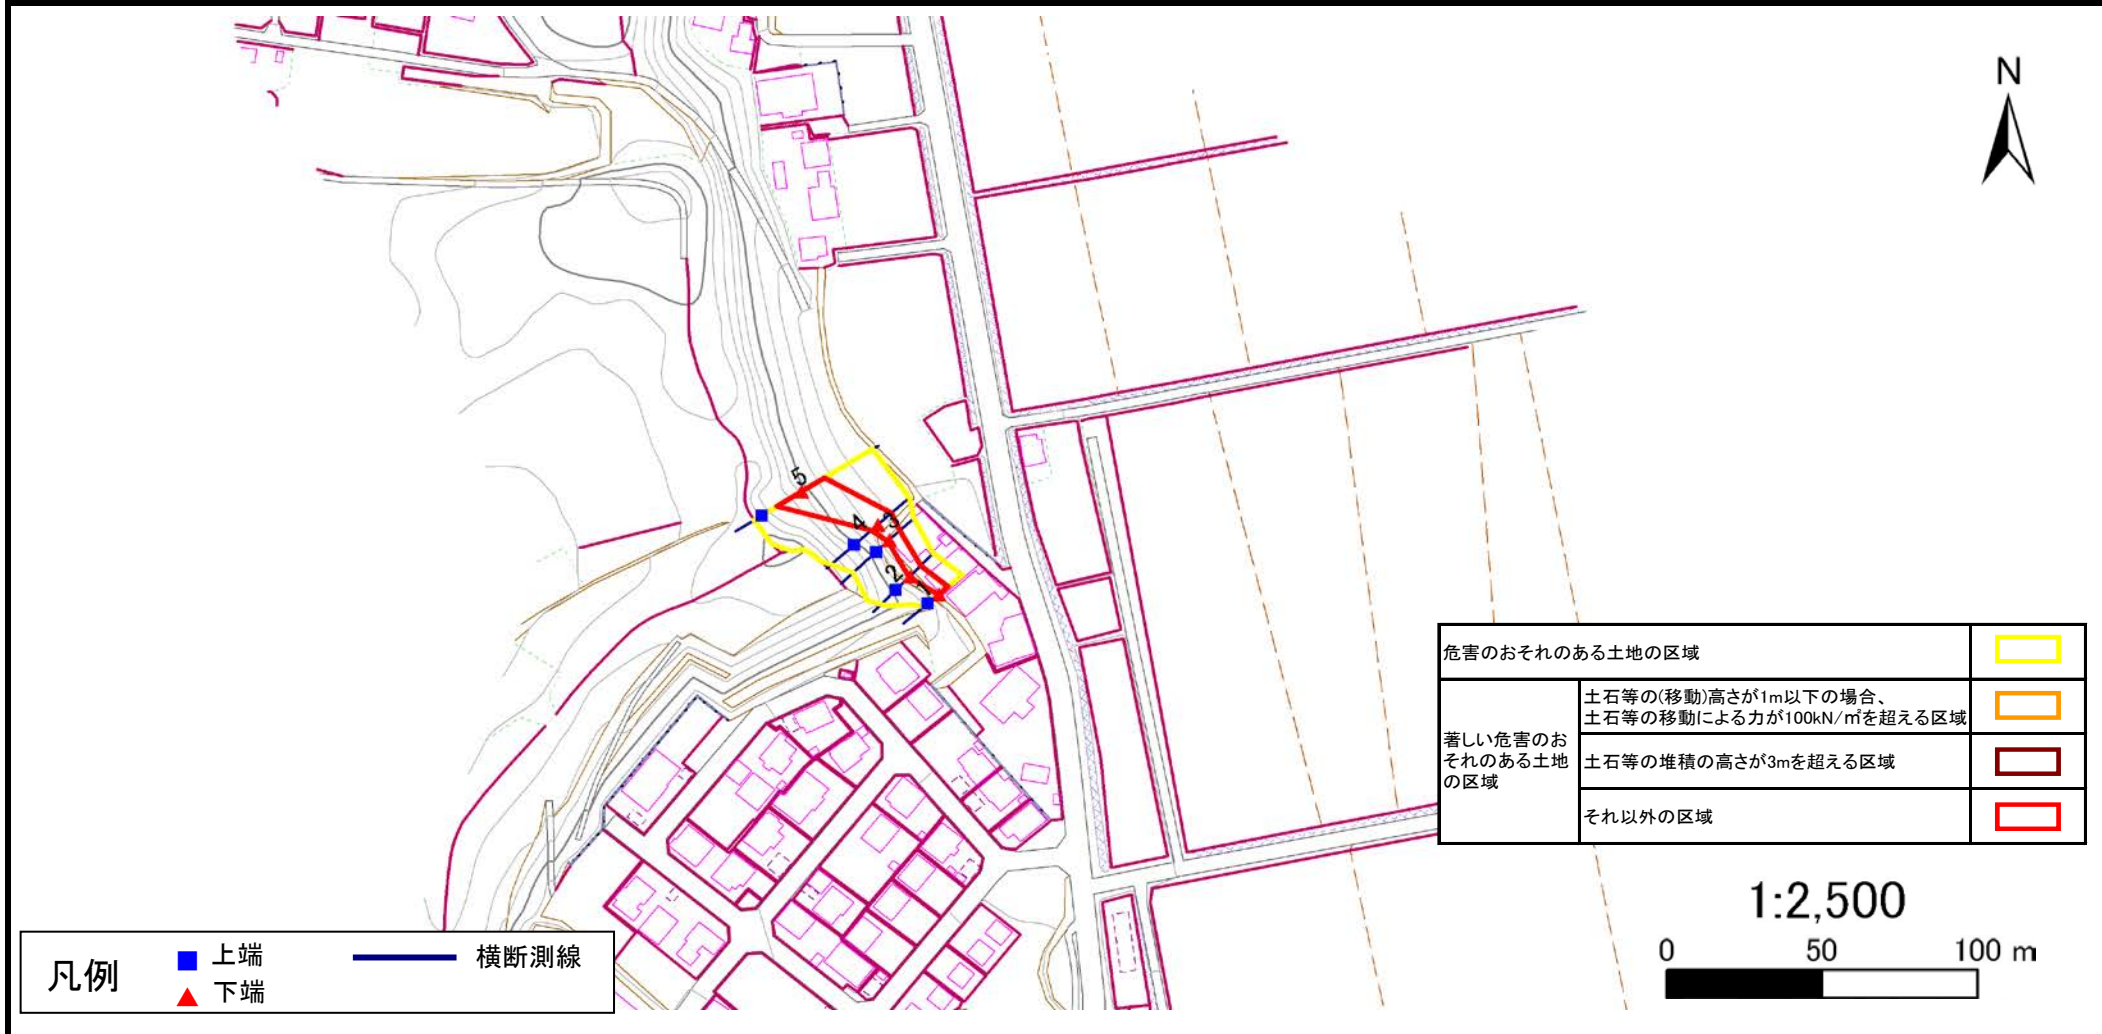 N
5
4
3
2
1
危害のおそれのある土地の区域
著しい危害のお
それのある土地
の区域
土石等の(移動)高さが1m以下の場合、
土石等の移動による力が100kN/㎡を超える区域
土石等の堆積の高さが3mを超える区域
それ以外の区域
1:2,500
0 50 100 m
凡例
上端
下端
横断測線